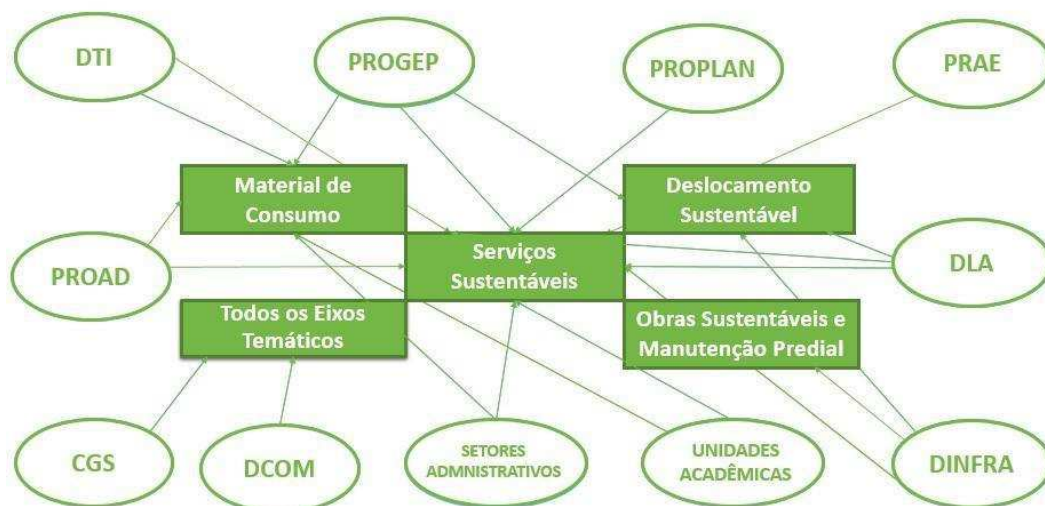 DTI
PROGEP
PROPLAN
PRAE
Material de
Consumo
Deslocamento
Sustentável
Serviços
Sustentáveis
PROAD
DLA
Todos os Eixos
Temáticos
Obras Sustentáveis e
Manutenção Predial
CGS
DCOM
SETORES
ADMNISTRATIVOS
UNIDADES
ACADÊMICAS
DINFRA